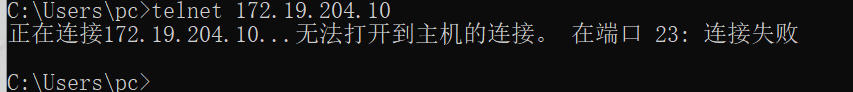 C:\Users\pc>telnet 172.19.204.10
正在连接172.19.204.10...无法打开到主机的连接。 在端口 23: 连接失败
C:\Users\pc>